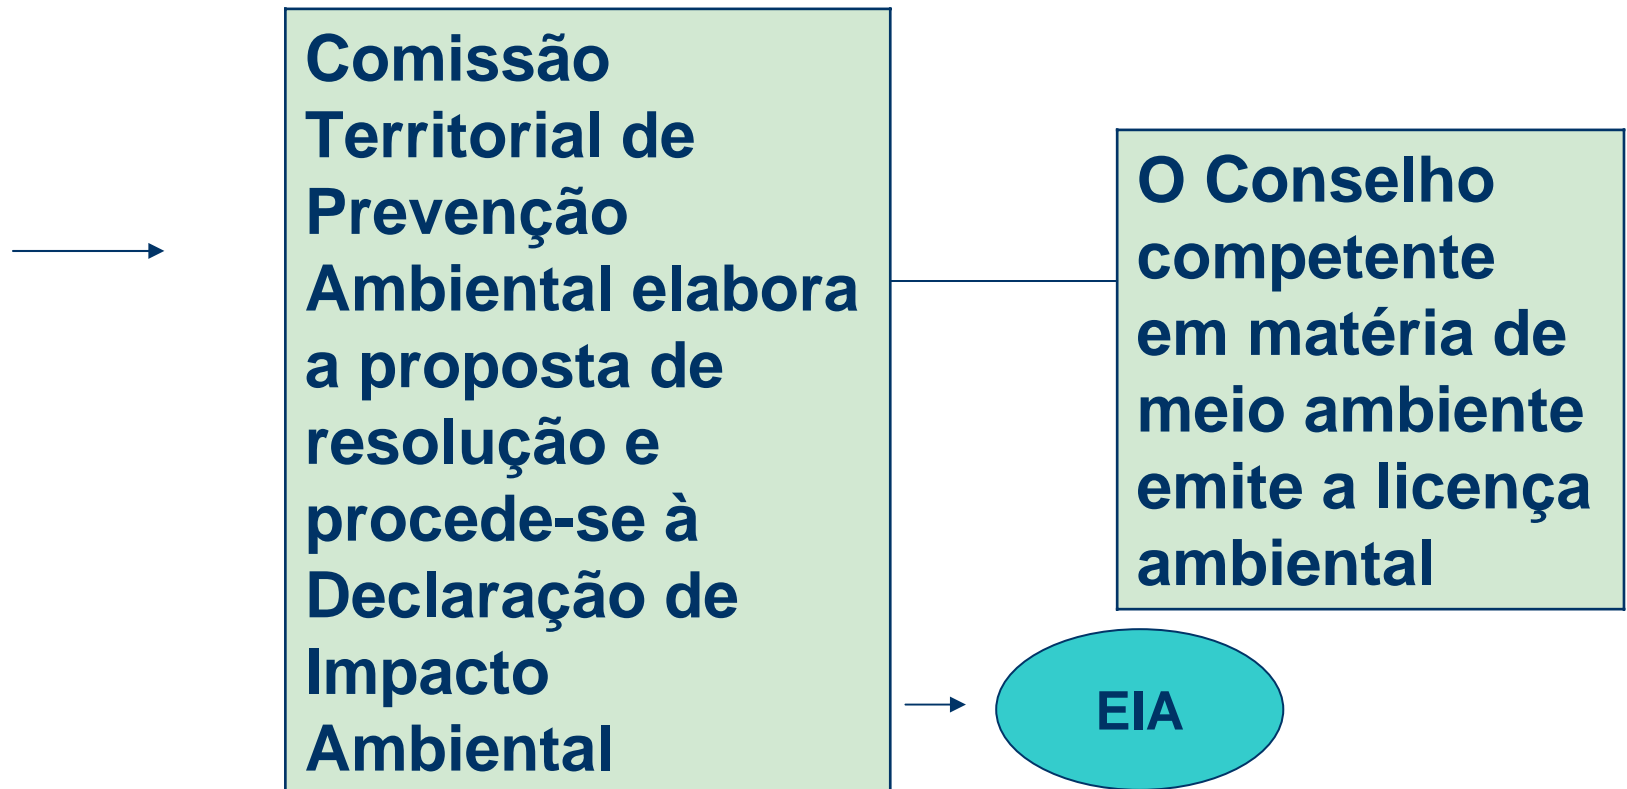 Comissão
Territorial de
Prevenção
Ambiental elabora
a proposta de
resolução e
procede-se à
Declaração de
Impacto
Ambiental
O Conselho
competente
em matéria de
meio ambiente
emite a licença
ambiental
EIA